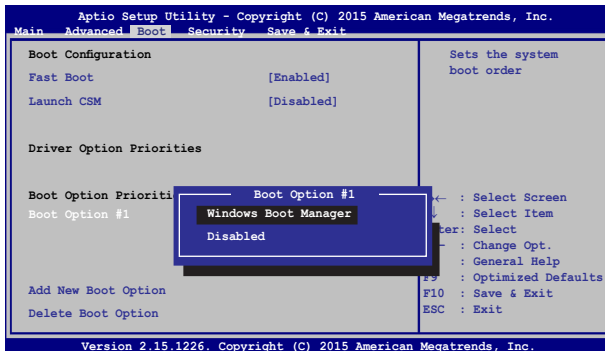 Aptio Setup Utility - Copyright (C) 2015 American Megatrends, Inc.
Main Advanced Boot Security Save & Exit
Boot Configuration
Fast Boot [Enabled]
Launch CSM [Disabled]
Driver Option Priorities
Boot Option Prioriti
Boot Option #1
Boot Option #1
Windows Boot Manager
Disabled
Add New Boot Option
Delete Boot Option
Sets the system
boot order
← : Select Screen
: Select Item
ter: Select
: Change Opt.
: General Help
F9 : Optimized Defaults
F10 : Save & Exit
ESC : Exit
Version 2.15.1226. Copyright (C) 2015 American Megatrends, Inc.